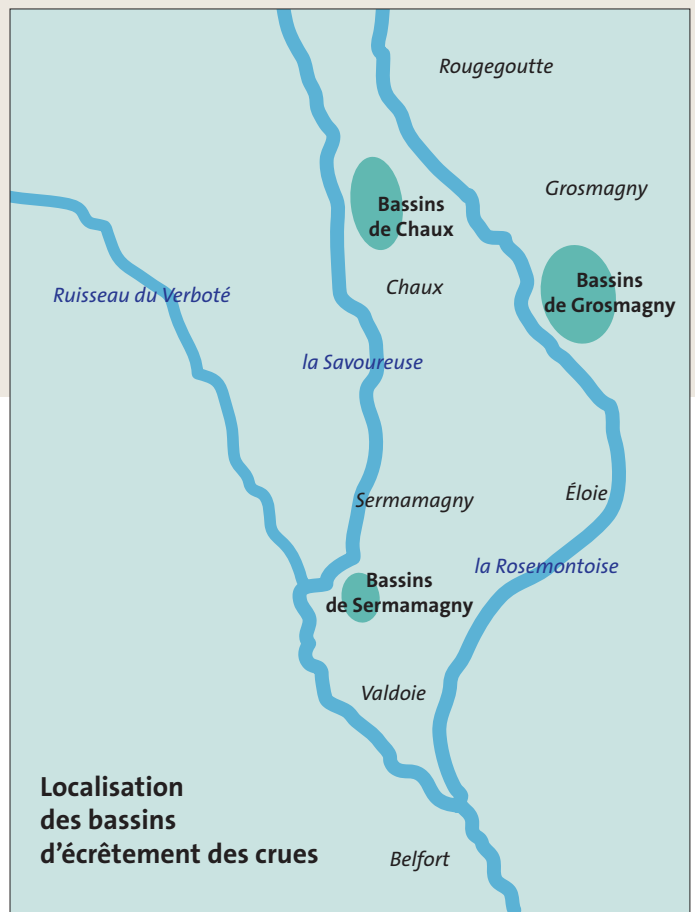 Rougegoutte
Grosmagny
Bassins
de Chaux
Bassins
de Grosmagny
Chaux
Ruisseau du Verboté
la Savoureuse
Sermamagny
Éloie
la Rosemontoise
Bassins
de Sermamagny
Valdoie
Localisation
des bassins
d'écrêtement des crues
Belfort